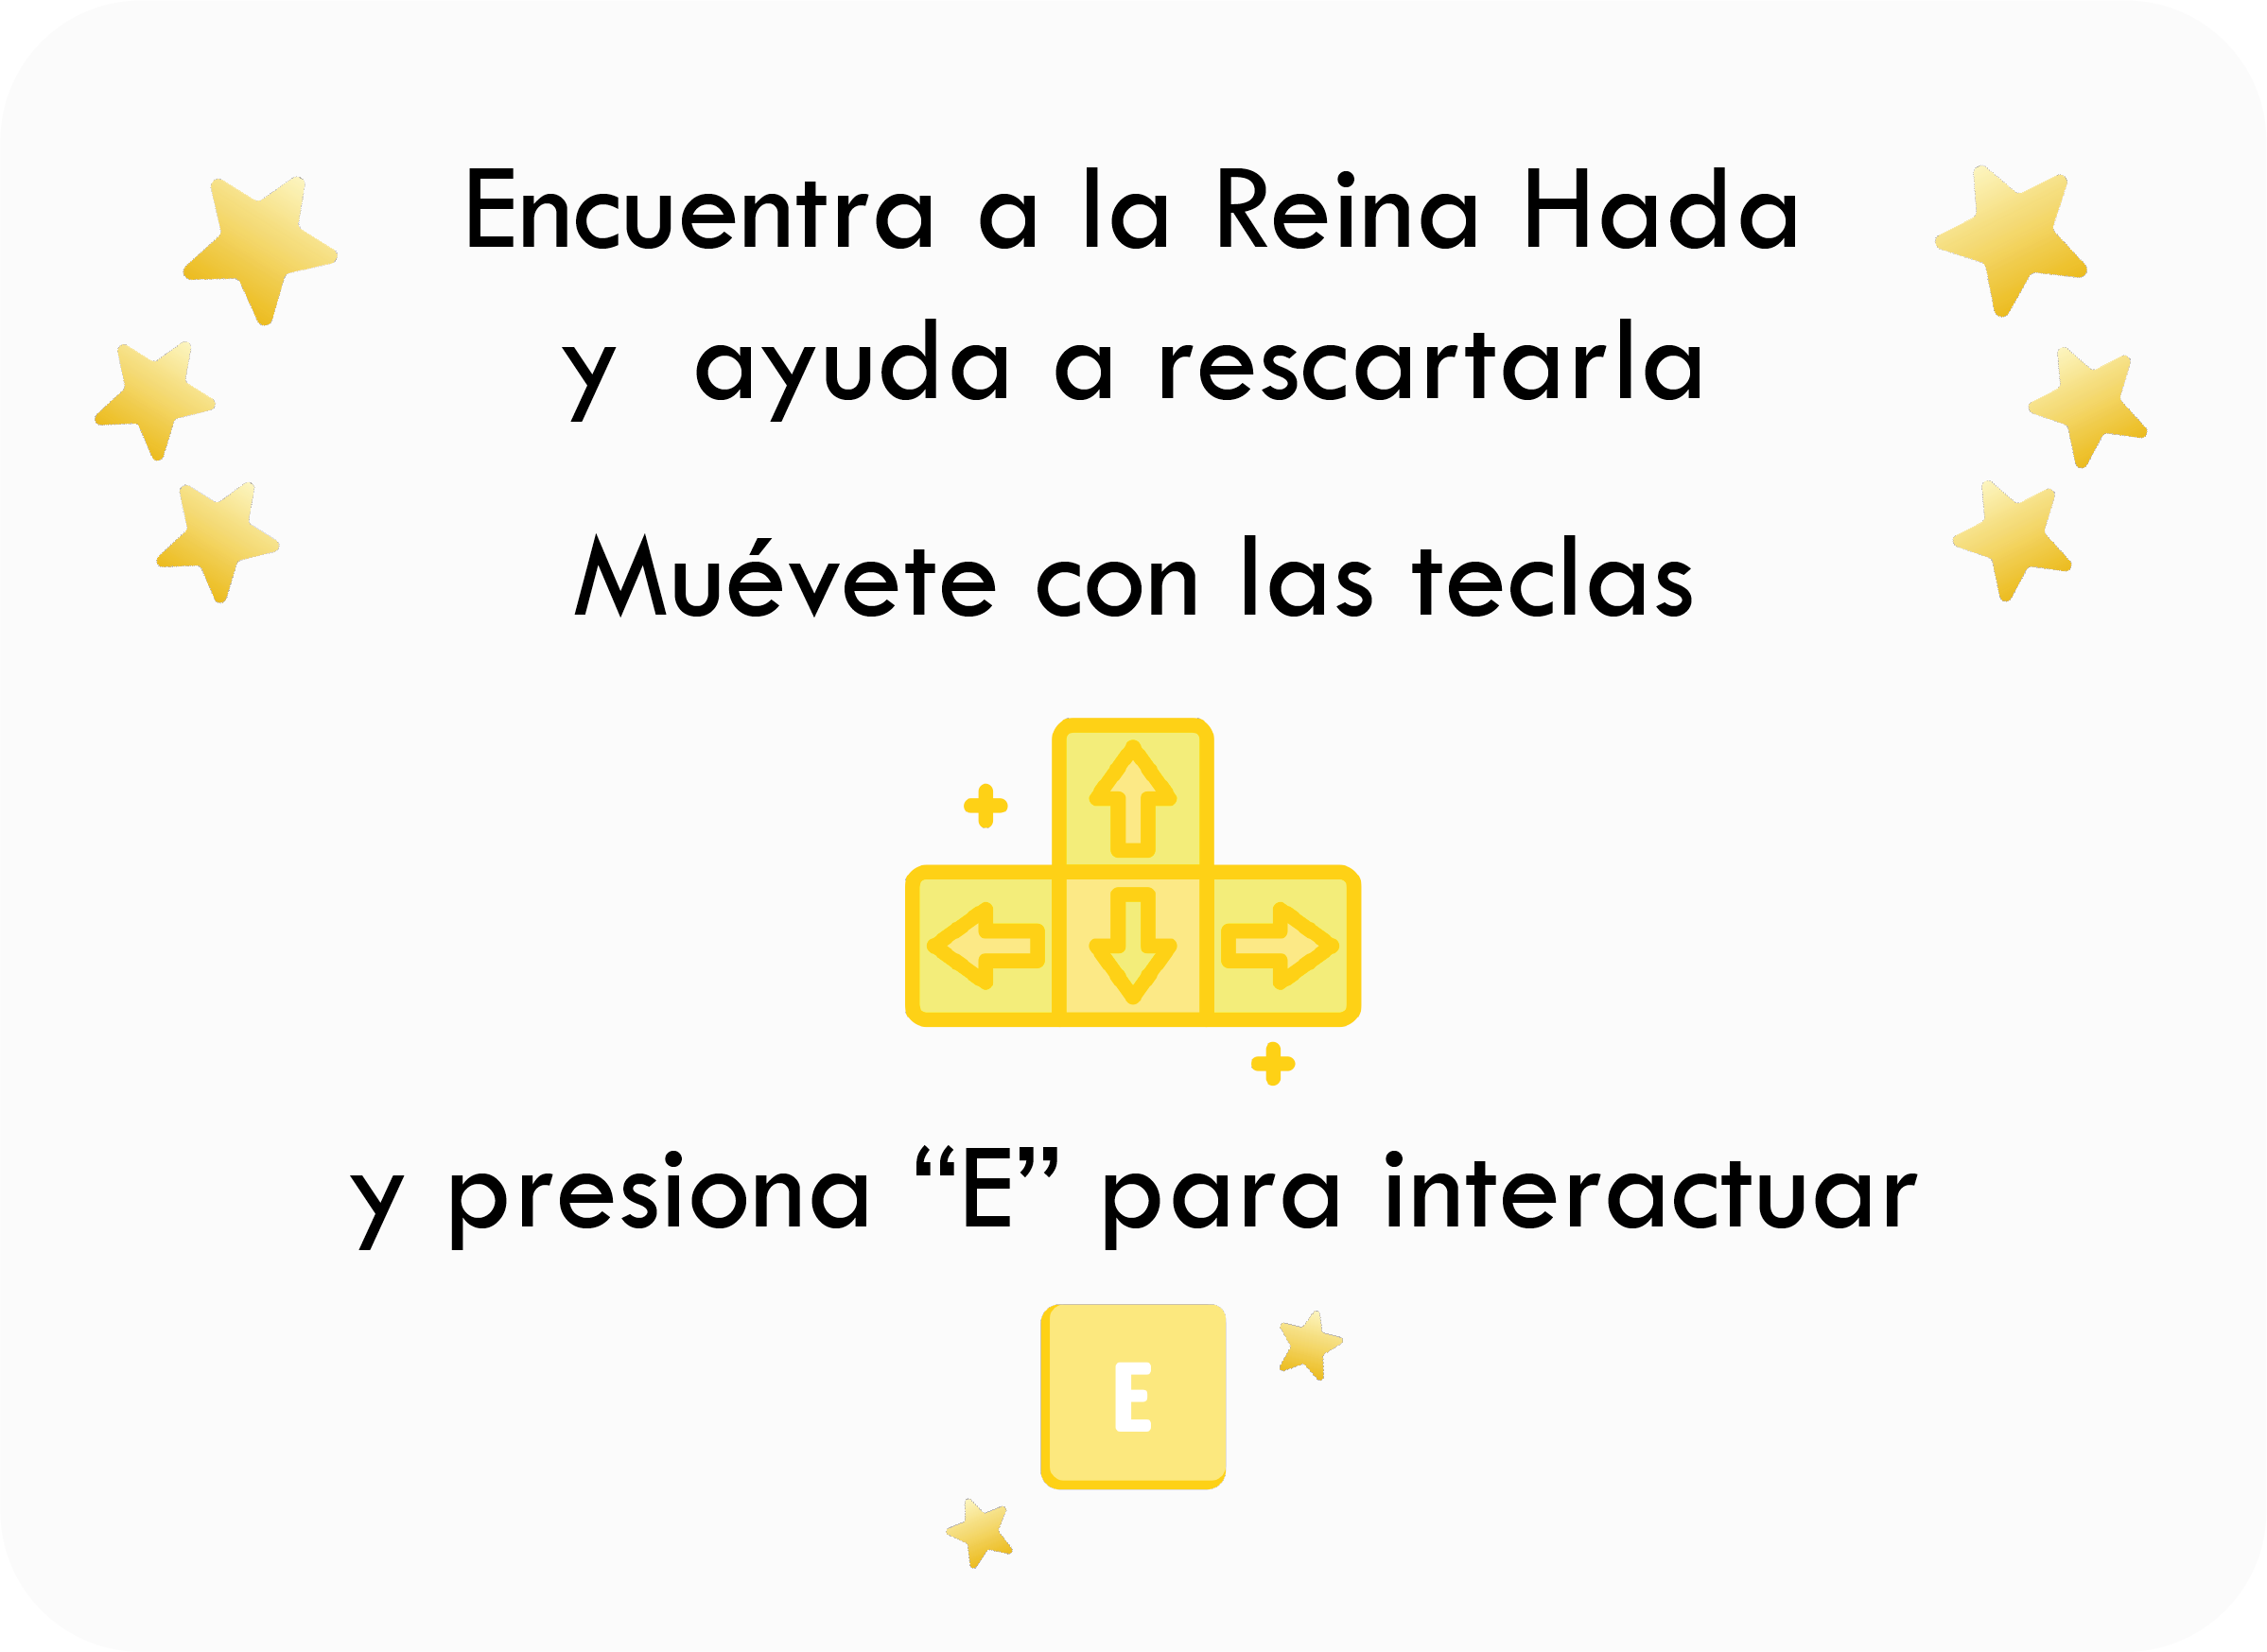 Encuentra a la Reina Hada
y ayuda a rescartarla
Muévete con las teclas
y presiona “E” para interactuar
E